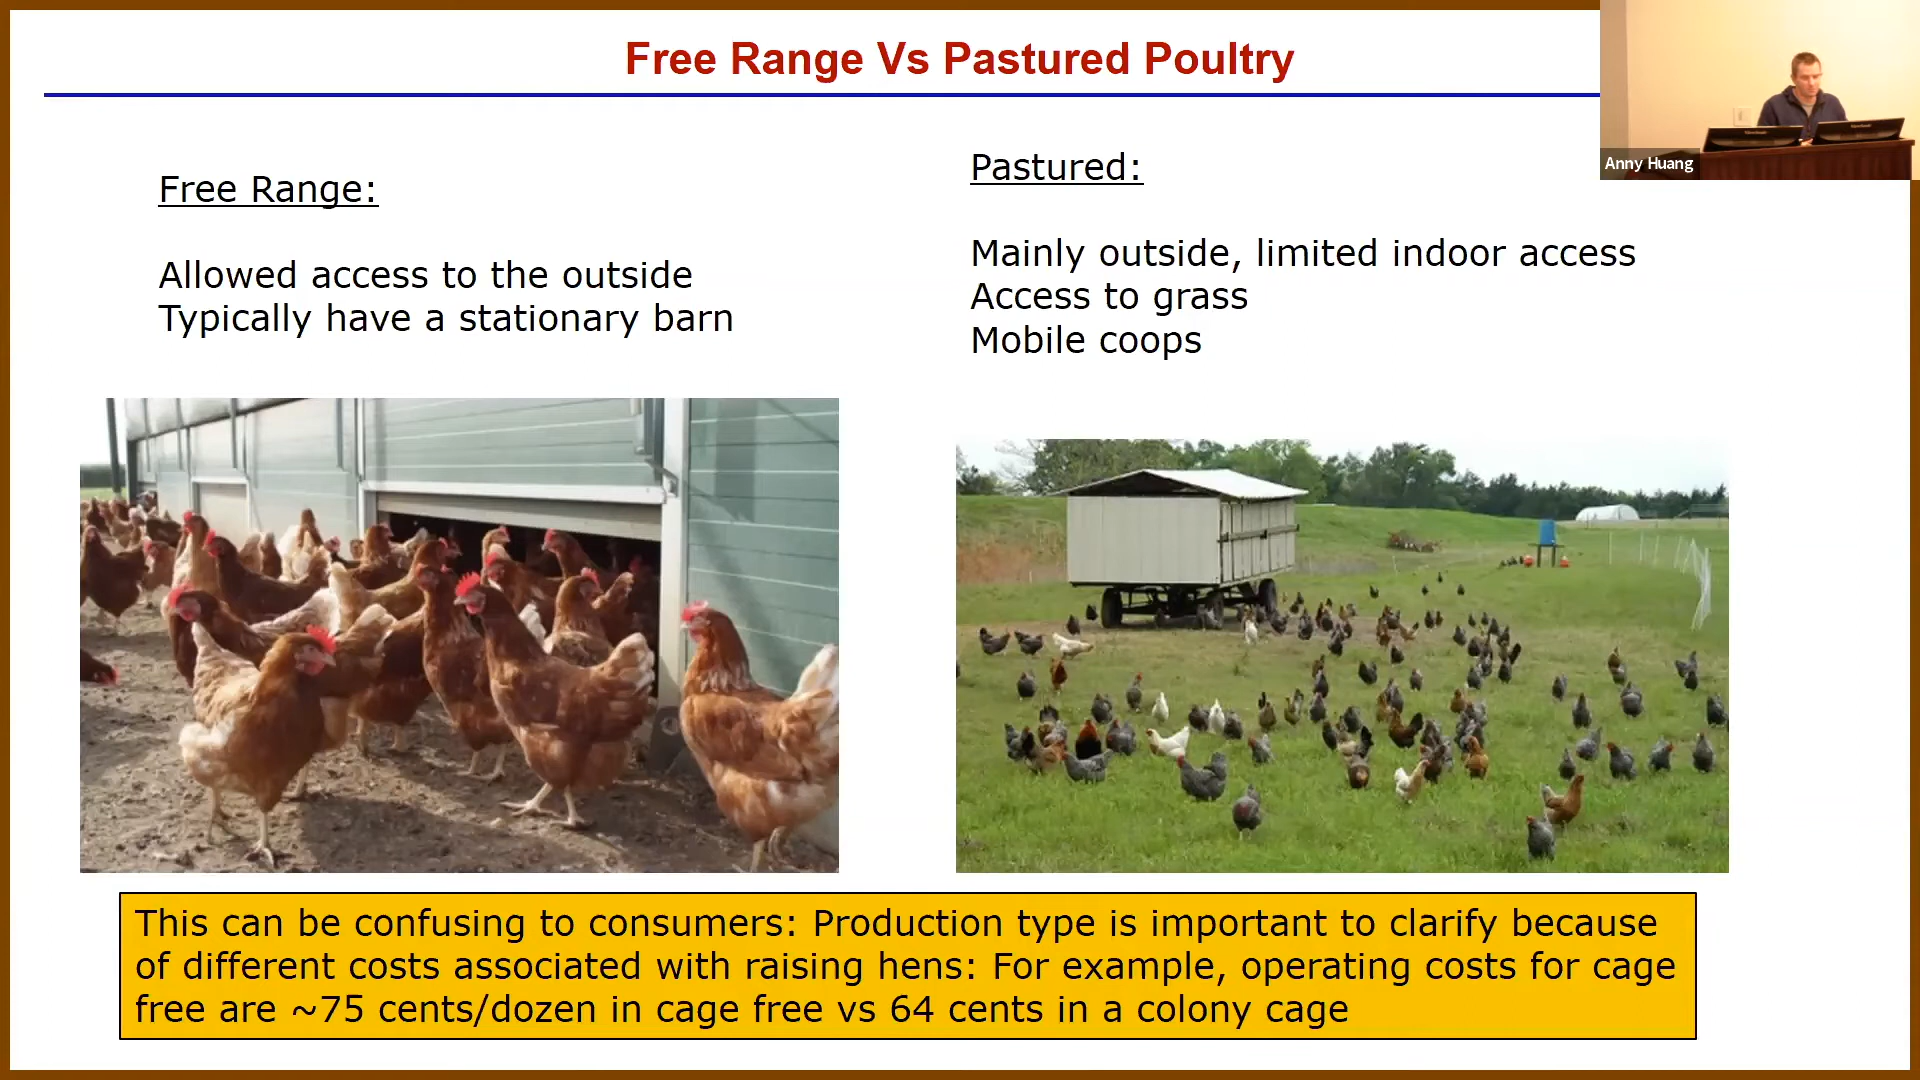 Free Range Vs Pastured Poultry
Anny Huang
Free Range:
Allowed access to the outside
Typically have a stationary barn
Pastured:
Mainly outside, limited indoor access
Access to grass
Mobile coops
This can be confusing to consumers: Production type is important to clarify because
of different costs associated with raising hens: For example, operating costs for cage
free are ~75 cents/dozen in cage free vs 64 cents in a colony cage